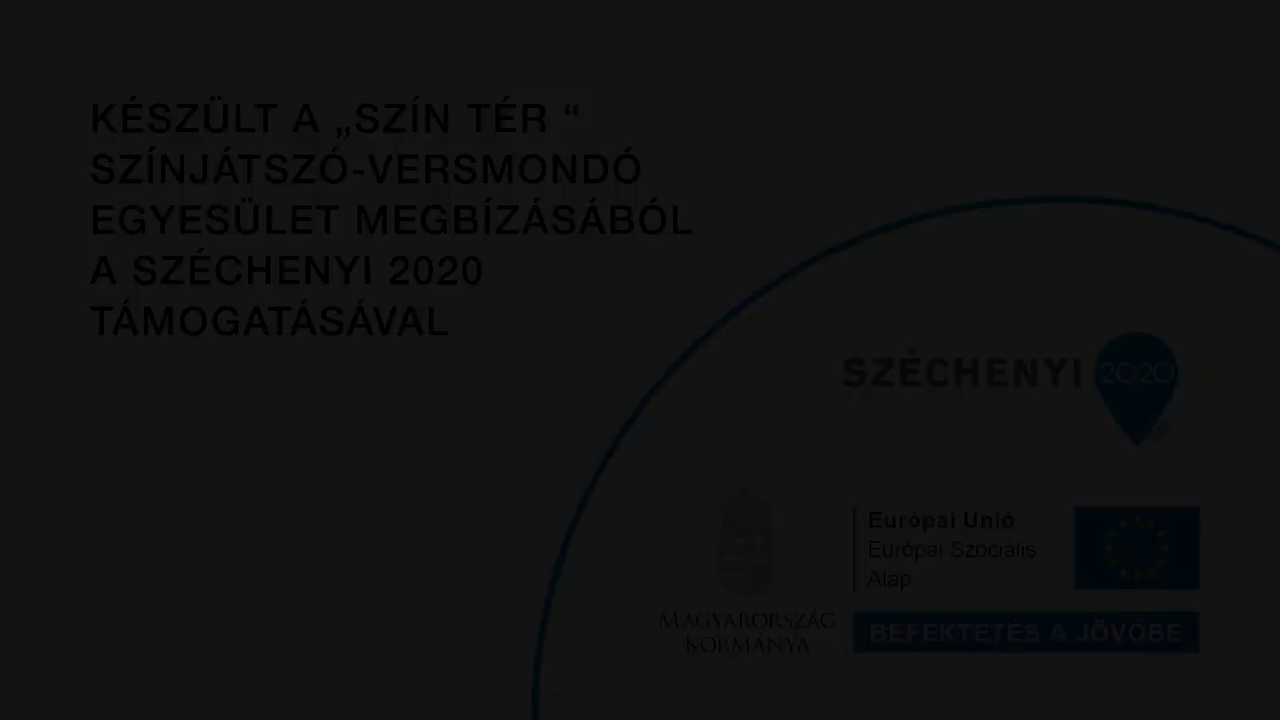 KÉSZÜLT A „SZÍN TÉR “
SZÍNJÁTSZÓ-VERSMONDÓ
EGYESÜLET MEGBÍZÁSÁBÓL
A SZÉCHENYI 2020
TÁMOGATÁSÁVAL
SZÉCHENYI 2020
Európai Unió
Európai Szociális
Alap
MAGYARORSZÁG
KORMÁNYA
BEFEKTETÉS A JÖVŐBE